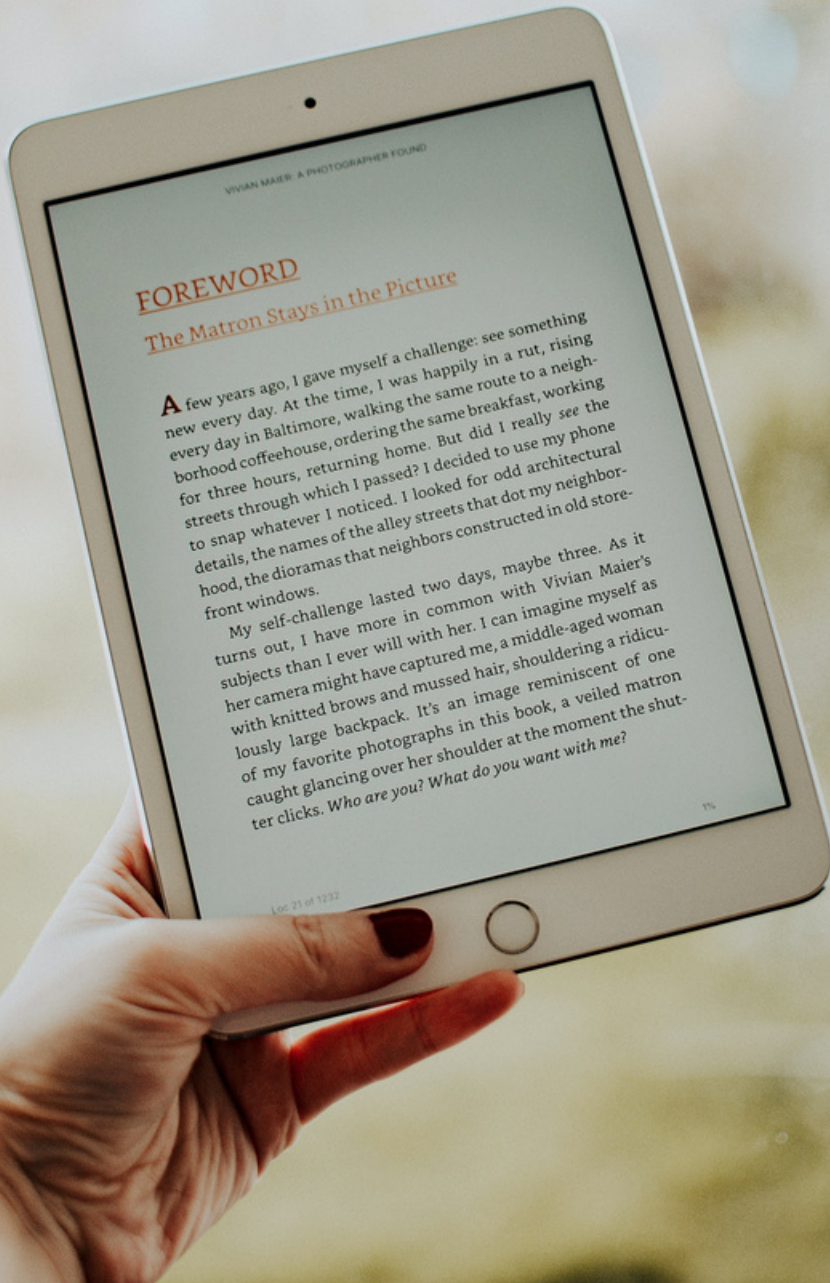 VIVIAN MAIER: A PHOTOGRAPHER FOUND
FOREWORD
The Matron Stays in the Picture
A few years ago, I gave myself a challenge: see something
new every day. At the time, I was happily in a rut, rising
every day in Baltimore, walking the same route to a neigh-
borhood coffeehouse, ordering the same breakfast, working
for three hours, returning home. But did I really see the
streets through which I passed? I decided to use my phone
to snap whatever I noticed. I looked for odd architectural
details, the names of the alley streets that dot my neighbor-
hood, the dioramas that neighbors constructed in old store-
front windows.
My self-challenge lasted two days, maybe three. As it
turns out, I have more in common with Vivian Maier's
subjects than I ever will with her. I can imagine myself as
her camera might have captured me, a middle-aged woman
with knitted brows and mussed hair, shouldering a ridicu-
lously large backpack. It's an image reminiscent of one
of my favorite photographs in this book, a veiled matron
caught glancing over her shoulder at the moment the shut-
ter clicks. Who are you? What do you want with me?
Loc 21 of 1232
1%